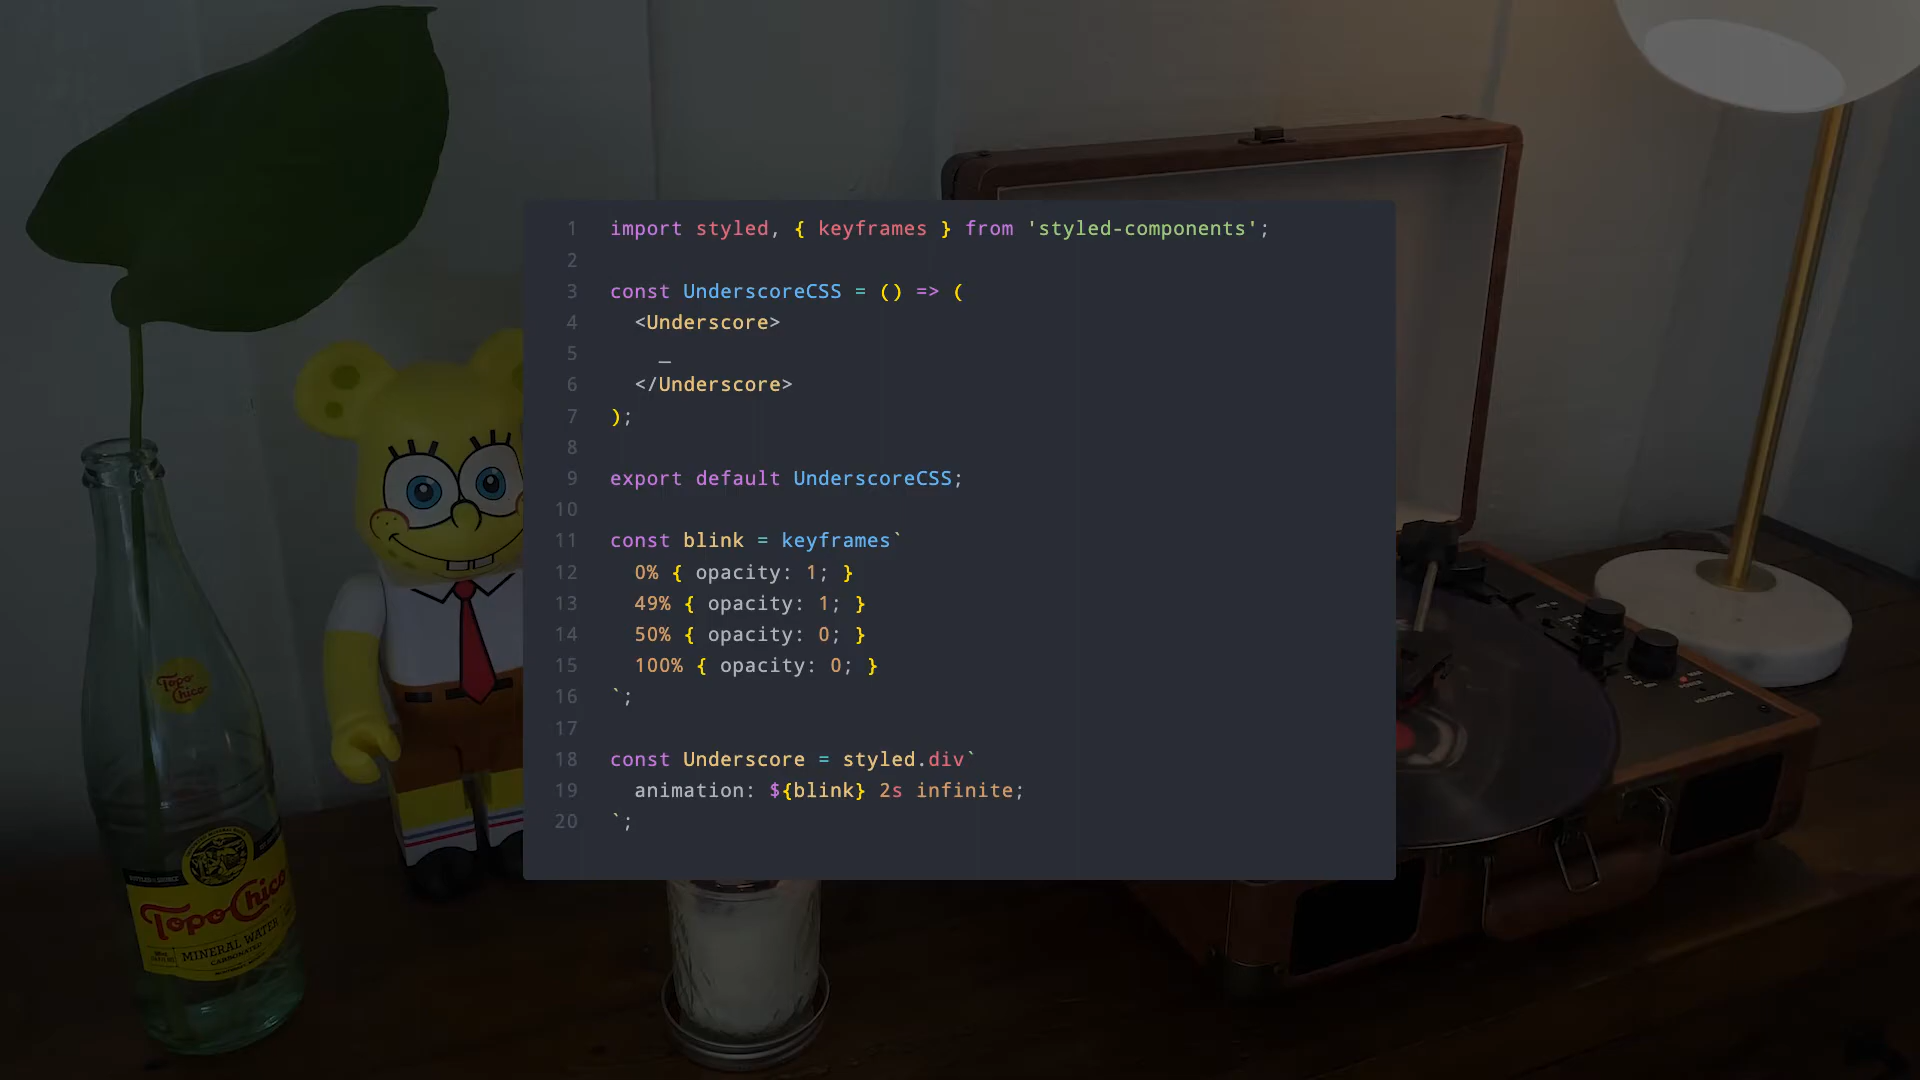 1 import styled, { keyframes } from 'styled-components';
2
3 const UnderscoreCSS = () => (
4 <Underscore>
5 _
6 </Underscore>
7 );
8
9 export default UnderscoreCSS;
10
11 const blink = keyframes`
12 0% { opacity: 1; }
13 49% { opacity: 1; }
14 50% { opacity: 0; }
15 100% { opacity: 0; }
16 `;
17
18 const Underscore = styled.div`
19 animation: ${blink} 2s infinite;
20 `;
Topo
Chico
Topo Chico
MINERAL WATER
CARBONATED
POWER
HEADPHONE